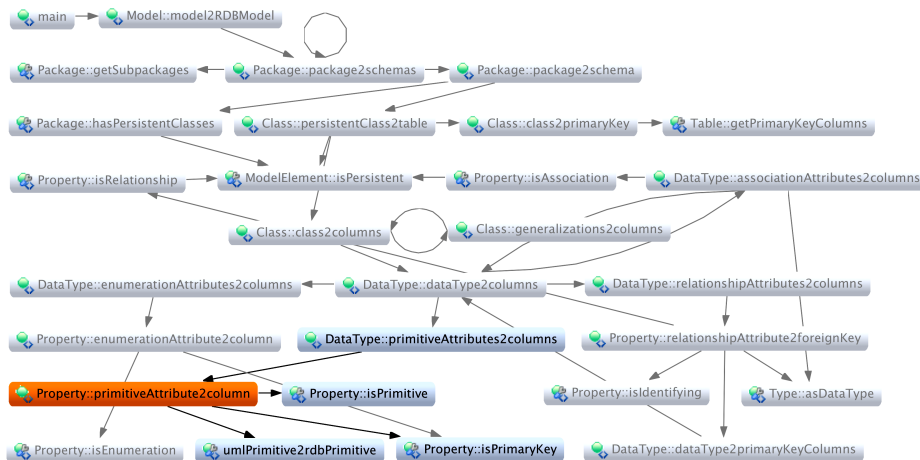 main
Model::model2RDBModel
Package::getSubpackages
Package::package2schemas
Package::package2schema
Package::hasPersistentClasses
Class::persistentClass2table
Class::class2primaryKey
Table::getPrimaryKeyColumns
Property::isRelationship
ModelElement::isPersistent
Property::isAssociation
DataType::associationAttributes2columns
Class::class2columns
Class::generalizations2columns
DataType::enumerationAttributes2columns
DataType::dataType2columns
DataType::relationshipAttributes2columns
Property::enumerationAttribute2column
DataType::primitiveAttributes2columns
Property::relationshipAttribute2foreignKey
Property::primitiveAttribute2column
Property::isPrimitive
Property::isIdentifying
Type::asDataType
Property::isEnumeration
umlPrimitive2rdbPrimitive
Property::isPrimaryKey
DataType::dataType2primaryKeyColumns